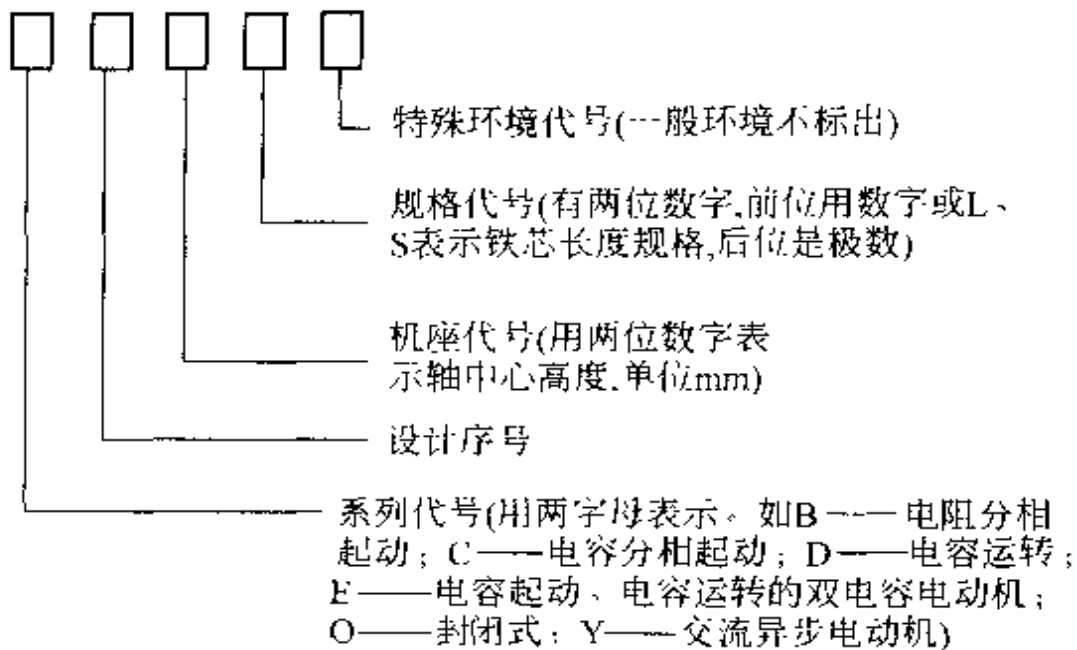 特殊环境代号(一般环境不标出)
规格代号(有两位数字,前位用数字或L、
S表示铁芯长度规格,后位是极数)
机座代号(用两位数字表
示轴中心高度,单位mm)
设计序号
系列代号(用两字母表示。如B——电阻分相
起动；C——电容分相起动；D——电容运转；
E——电容起动、电容运转的双电容电动机；
O——封闭式；Y——交流异步电动机)